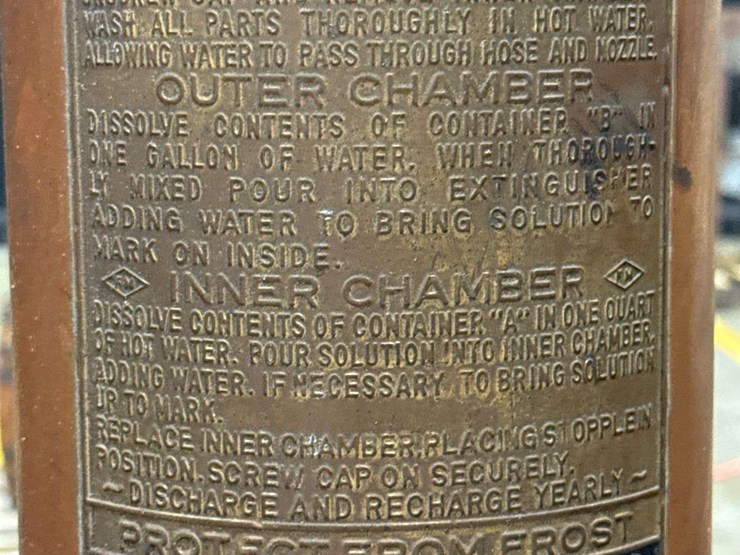 WASH ALL PARTS THOROUGHLY IN HOT WATER,
ALLOWING WATER TO PASS THROUGH HOSE AND NOZZLE.
OUTER CHAMBER
DISSOLVE CONTENTS OF CONTAINER "B" IN
ONE GALLON OF WATER. WHEN THOROUGH-
LY MIXED POUR INTO EXTINGUISHER
ADDING WATER TO BRING SOLUTION TO
MARK ON INSIDE.
FM INNER CHAMBER FM
DISSOLVE CONTENTS OF CONTAINER "A" IN ONE QUART
OF HOT WATER. POUR SOLUTION INTO INNER CHAMBER.
ADDING WATER. IF NECESSARY. TO BRING SOLUTION
UP TO MARK.
REPLACE INNER CHAMBER.PLACING STOPPLE IN
POSITION. SCREW CAP ON SECURELY.
~DISCHARGE AND RECHARGE YEARLY~
PROTECT FROM FROST